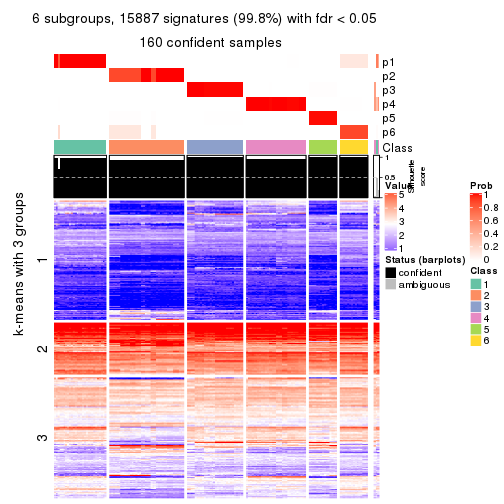 6 subgroups, 15887 signatures (99.8%) with fdr < 0.05
160 confident samples
p1
p2
p3
p4
p5
p6
Class
1
0.5
Silhouette
score
k-means with 3 groups
1
2
3
Value
5
4
3
2
1
Status (barplots)
confident
ambiguous
Prob
1
0.8
0.6
0.4
0.2
0
Class
1
2
3
4
5
6